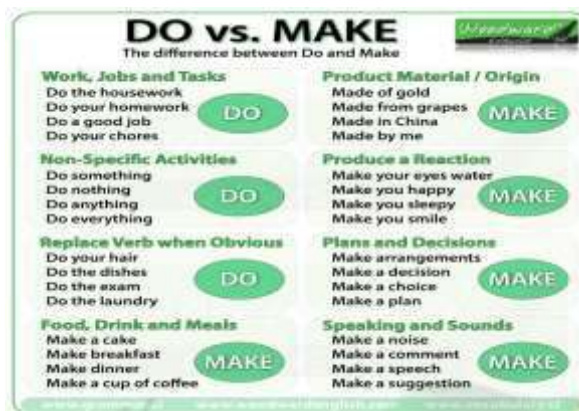 DO vs. MAKE
Woodward
The difference between Do and Make
Work, Jobs and Tasks
Do the housework
Do your homework
Do a good job
Do your chores
DO
Product Material / Origin
Made of gold
Made from grapes
Made in China
Made by me
MAKE
Non-Specific Activities
Do something
Do nothing
Do anything
Do everything
DO
Produce a Reaction
Make your eyes water
Make you happy
Make you sleepy
Make you smile
MAKE
Replace Verb when Obvious
Do your hair
Do the dishes
Do the exam
Do the laundry
DO
Plans and Decisions
Make arrangements
Make a decision
Make a choice
Make a plan
MAKE
Food, Drink and Meals
Make a cake
Make breakfast
Make dinner
Make a cup of coffee
MAKE
Speaking and Sounds
Make a noise
Make a comment
Make a speech
Make a suggestion
MAKE